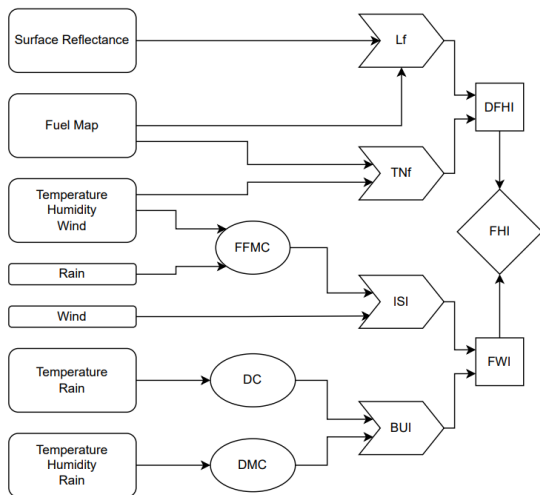 Surface Reflectance
Lf
Fuel Map
DFHI
TNf
Temperature
Humidity
Wind
FHI
FFMC
Rain
ISI
Wind
FWI
Temperature
Rain
DC
BUI
Temperature
Humidity
Rain
DMC